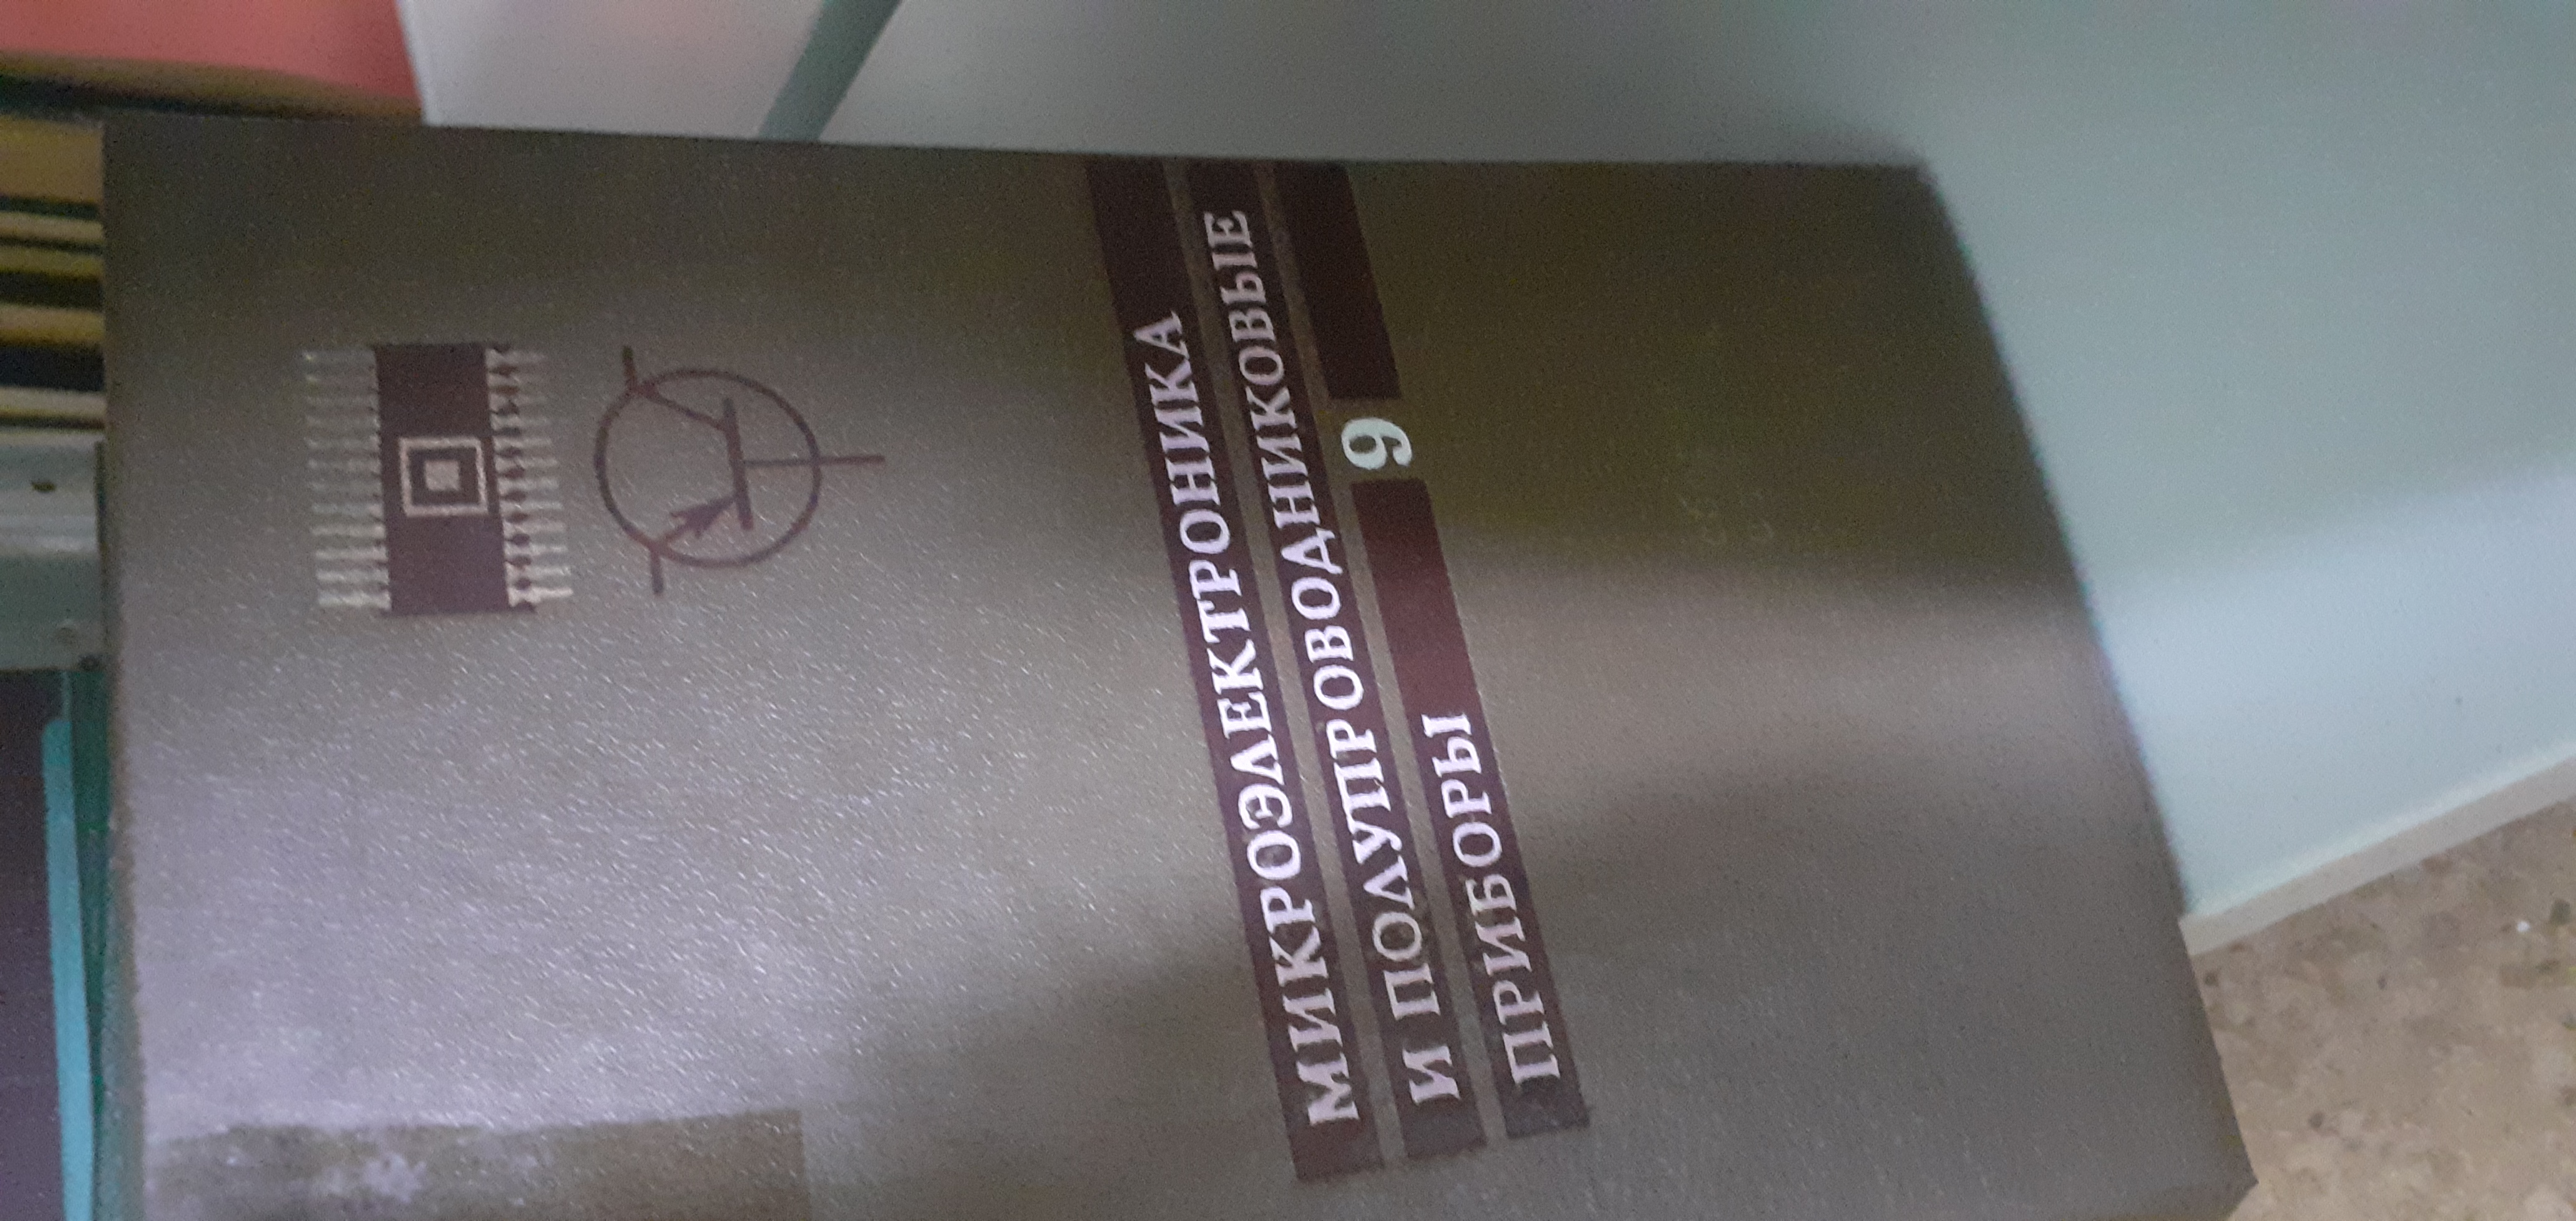 МИКРОЭЛЕКТРОНИКА
И ПОЛУПРОВОДНИКОВЫЕ
ПРИБОРЫ 9